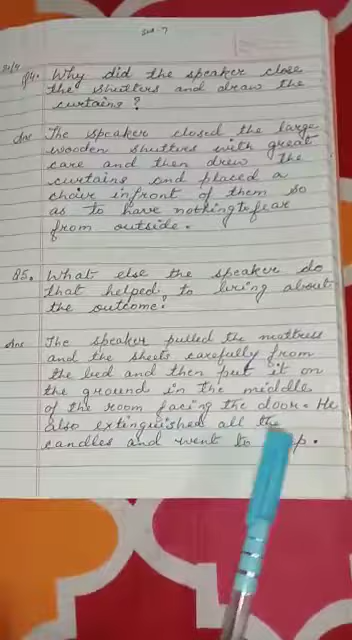 Q4. Why did the speaker close
the shutters and draw the
curtains?
Ans The speaker closed the large
wooden shutters with great
care and then drew the
curtains and placed a
chair infront of them so
as to have nothing to fear
from outside.
Q5. What else the speaker do
that helped to bring about
the outcome?
Ans The speaker pulled the mattress
and the sheets carefully from
the bed and then put it on
the ground in the middle
of the room facing the door. He
also extinguished all the
candles and went to